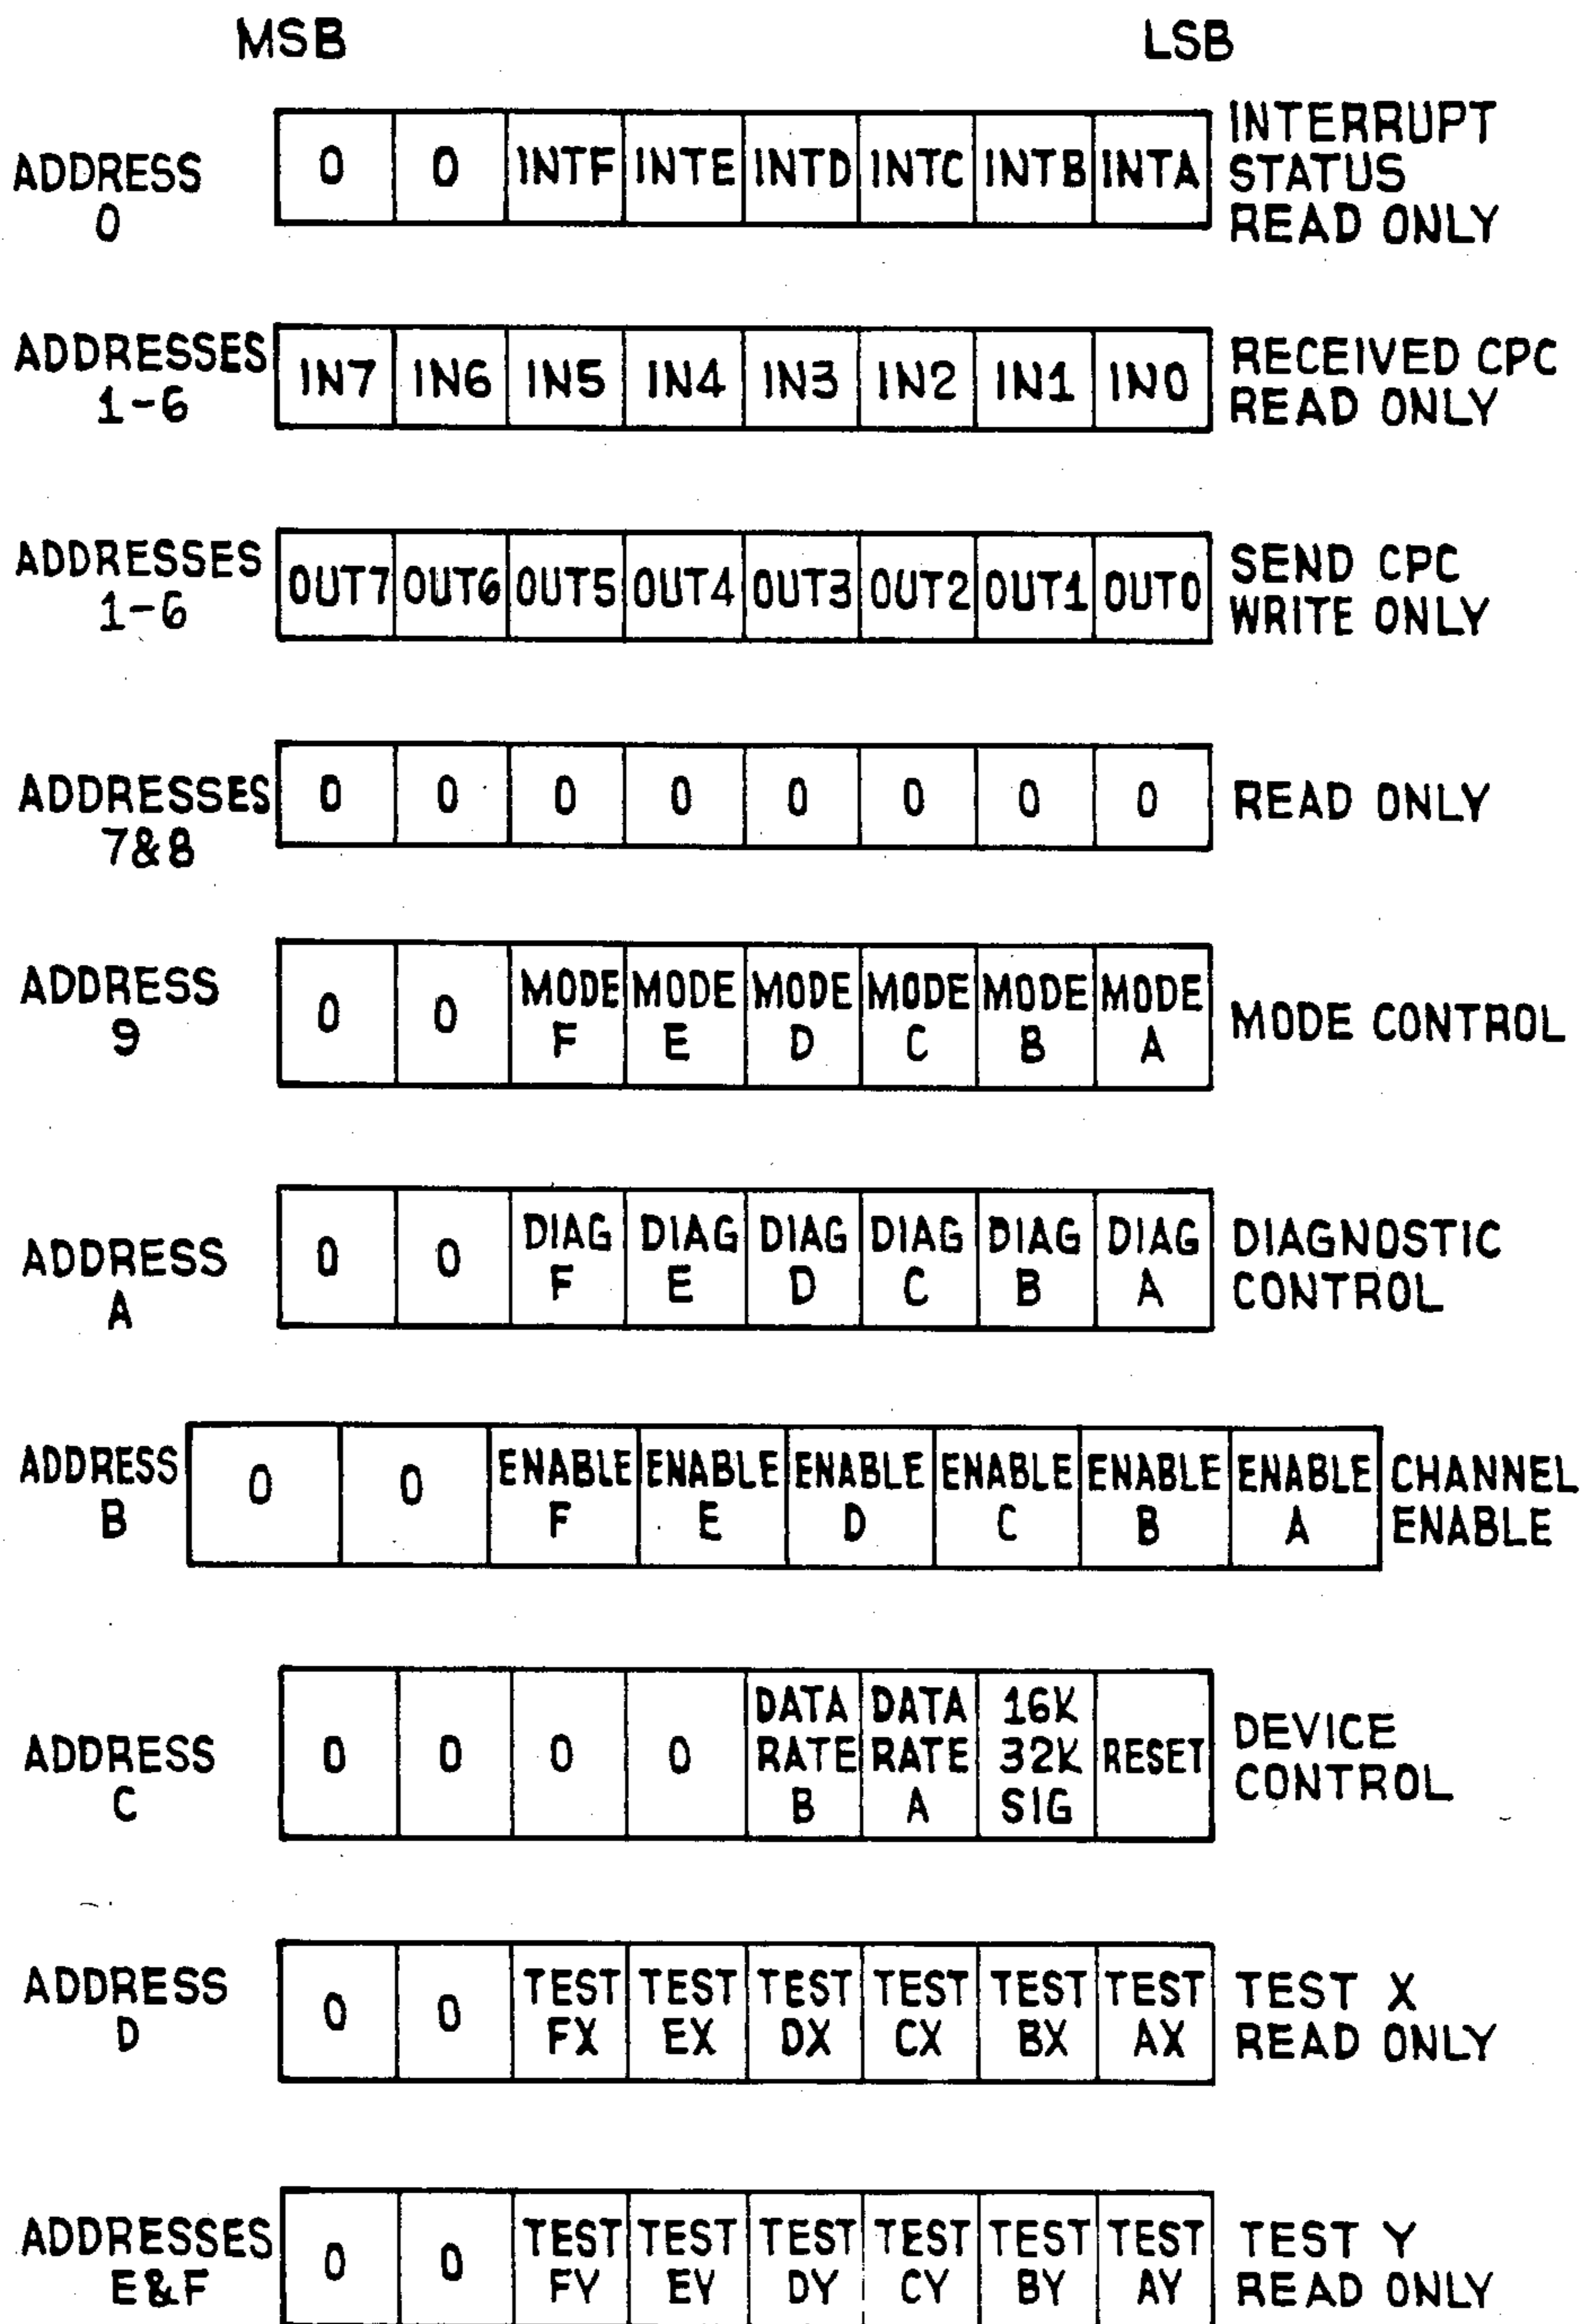 MSB LSB
ADDRESS 0
0 0 INTF INTE INTD INTC INTB INTA
INTERRUPT
STATUS
READ ONLY
ADDRESSES
1-6
IN7 IN6 IN5 IN4 IN3 IN2 IN1 IN0
RECEIVED CPC
READ ONLY
ADDRESSES
1-6
OUT7 OUT6 OUT5 OUT4 OUT3 OUT2 OUT1 OUT0
SEND CPC
WRITE ONLY
ADDRESSES
7&8
0 0 0 0 0 0 0 0
READ ONLY
ADDRESS
9
0 0 MODE F MODE E MODE D MODE C MODE B MODE A
MODE CONTROL
ADDRESS
A
0 0 DIAG F DIAG E DIAG D DIAG C DIAG B DIAG A
DIAGNOSTIC
CONTROL
ADDRESS
B
0 0 ENABLE F ENABLE E ENABLE D ENABLE C ENABLE B ENABLE A
CHANNEL
ENABLE
ADDRESS
C
0 0 0 0 DATA RATE B DATA RATE A 16K 32K SIG RESET
DEVICE
CONTROL
ADDRESS
D
0 0 TEST FX TEST EX TEST DX TEST CX TEST BX TEST AX
TEST X
READ ONLY
ADDRESSES
E&F
0 0 TEST FY TEST EY TEST DY TEST CY TEST BY TEST AY
TEST Y
READ ONLY